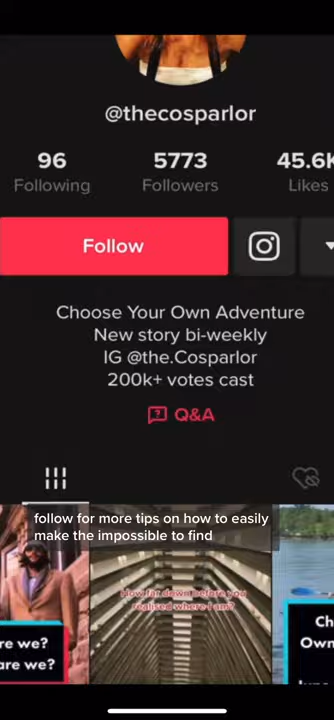 @thecosparlor
96 5773 45.6K
Following Followers Likes
Follow
Choose Your Own Adventure
New story bi-weekly
IG @the.Cosparlor
200k+ votes cast
Q&A
follow for more tips on how to easily
make the impossible to find
How far down before you
realised where I am?
re we?
are we?
Ch
Own